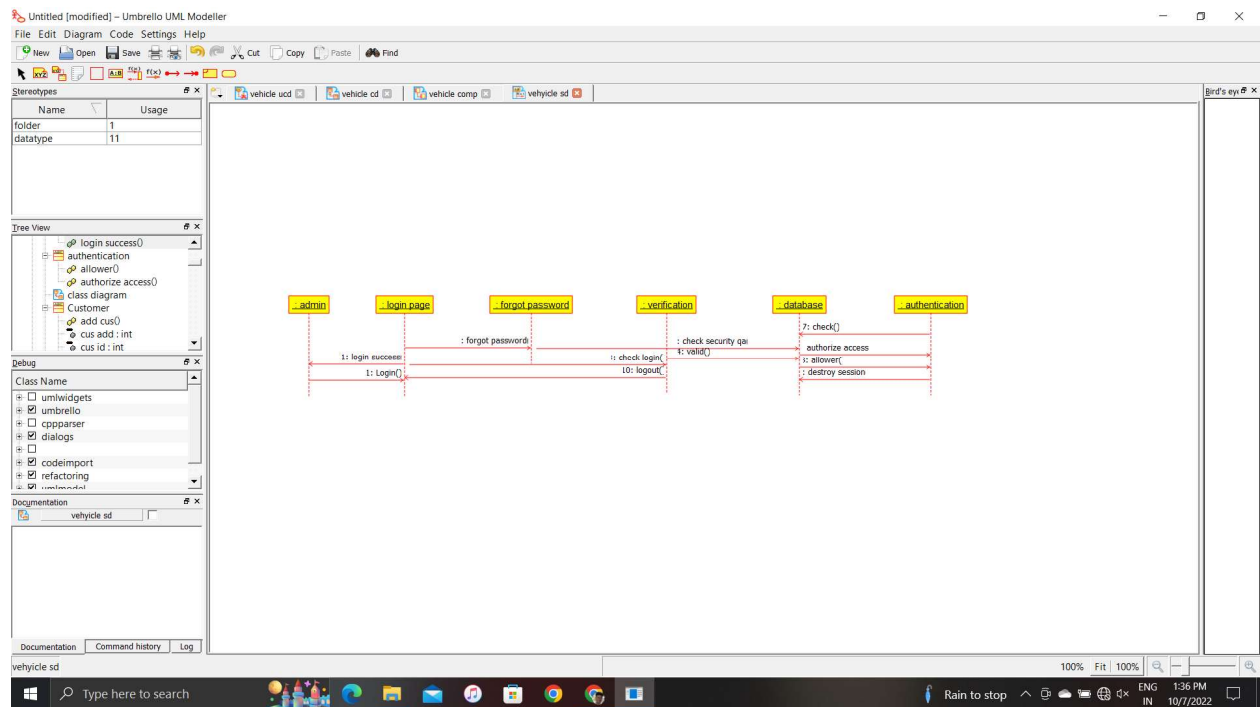 Untitled [modified] – Umbrello UML Modeller
File Edit Diagram Code Settings Help
New Open Save Cut Copy Paste Find
XYZ A:B f(x) f(x)
Stereotypes
Name Usage
folder 1
datatype 11
Tree View
login success()
authentication
allower()
authorize access()
class diagram
Customer
add cus()
cus add : int
cus id : int
Debug
Class Name
umlwidgets
umbrello
cppparser
dialogs
codeimport
refactoring
umlmodel
Documentation
vehyicle sd
Documentation Command history Log
vehyicle sd
vehicle ucd vehicle cd vehicle comp vehyicle sd
Bird's eye
: admin : login page : forgot password : verification : database : authentication
7: check()
: forgot password( : check security qa
authorize access
4: valid()
1: login success : check login(
: allower(
1: Login() 10: logout(
: destroy session
100% Fit 100%
Type here to search
Rain to stop
ENG
IN
1:36 PM
10/7/2022